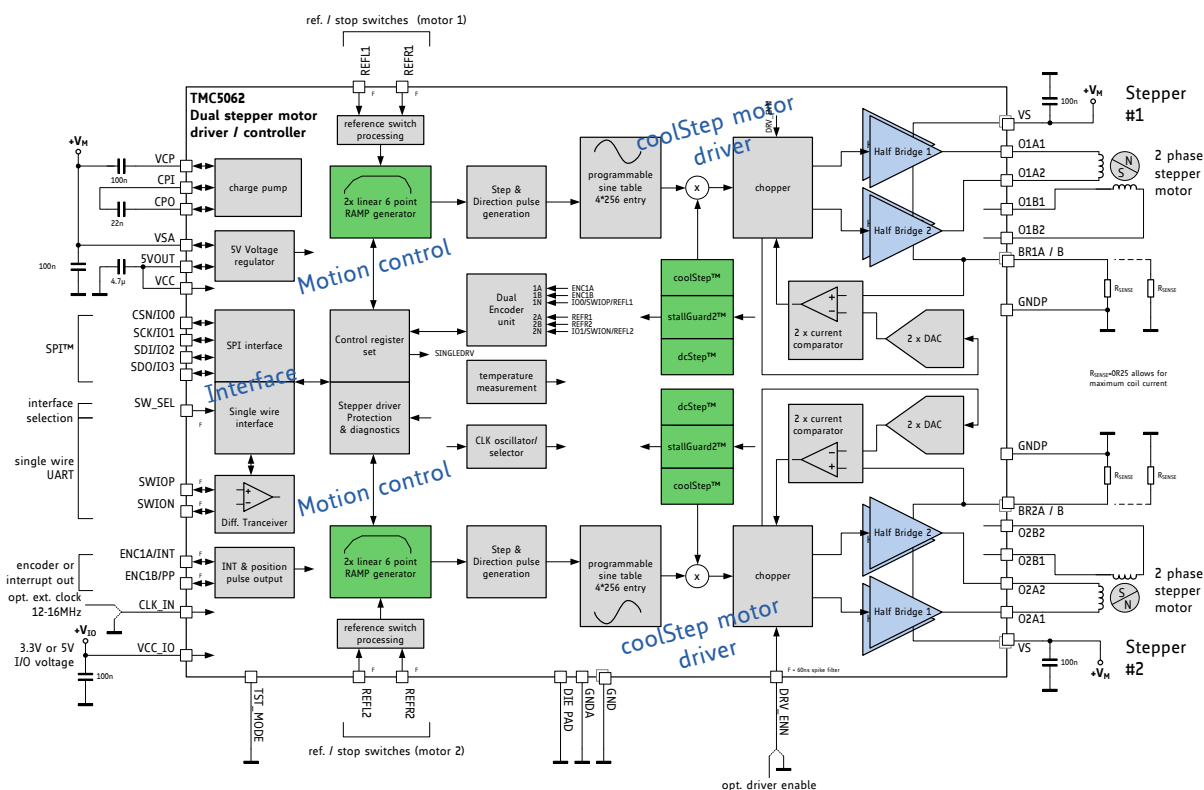 ref. / stop switches (motor 1)
REFL1
REFR1
F
F
TMC5062
Dual stepper motor
driver / controller
reference switch
processing
+VM
VCP
100n
CPI
CPO
22n
charge pump
VSA
5VOUT
VCC
100n
4.7µ
5V Voltage
regulator
2x linear 6 point
RAMP generator
Motion control
Step &
Direction pulse
generation
programmable
sine table
4*256 entry
coolStep motor
driver
x
chopper
Half Bridge 1
Half Bridge 2
VS
100n
+VM
Stepper
#1
O1A1
O1A2
O1B1
O1B2
BR1A / B
N
S
2 phase
stepper
motor
RSENSE
RSENSE
GNDP
RSENSE=0R25 allows for
maximum coil current
coolStep™
stallGuard2™
dcStep™
2 x current
comparator
2 x DAC
Dual
Encoder
unit
1A
1B
1N
2A
2B
2N
ENC1A
ENC1B
IO0/SWIOP/REFL1
REFR1
REFR2
IO1/SWION/REFL2
SPI™
CSN/IO0
SCK/IO1
SDI/IO2
SDO/IO3
SPI interface
Interface
Control register
set
SINGLEDRV
temperature
measurement
interface
selection
SW_SEL
F
Single wire
interface
Stepper driver
Protection
& diagnostics
CLK oscillator/
selector
dcStep™
stallGuard2™
coolStep™
2 x current
comparator
2 x DAC
GNDP
RSENSE
RSENSE
single wire
UART
SWIOP
SWION
F
F
+
-
Diff. Tranceiver
Motion control
BR2A / B
O2B2
O2B1
O2A2
O2A1
VS
Half Bridge 2
Half Bridge 1
S
N
2 phase
stepper
motor
encoder or
interrupt out
ENC1A/INT
ENC1B/PP
F
F
INT & position
pulse output
2x linear 6 point
RAMP generator
Step &
Direction pulse
generation
programmable
sine table
4*256 entry
x
chopper
opt. ext. clock
12-16MHz
CLK_IN
+VIO
3.3V or 5V
I/O voltage
VCC_IO
100n
reference switch
processing
coolStep motor
driver
F = 60ns spike filter
100n
+VM
Stepper
#2
F
F
TST_MODE
REFL2
REFR2
DIE PAD
GNDA
GND
DRV_ENN
ref. / stop switches (motor 2)
opt. driver enable